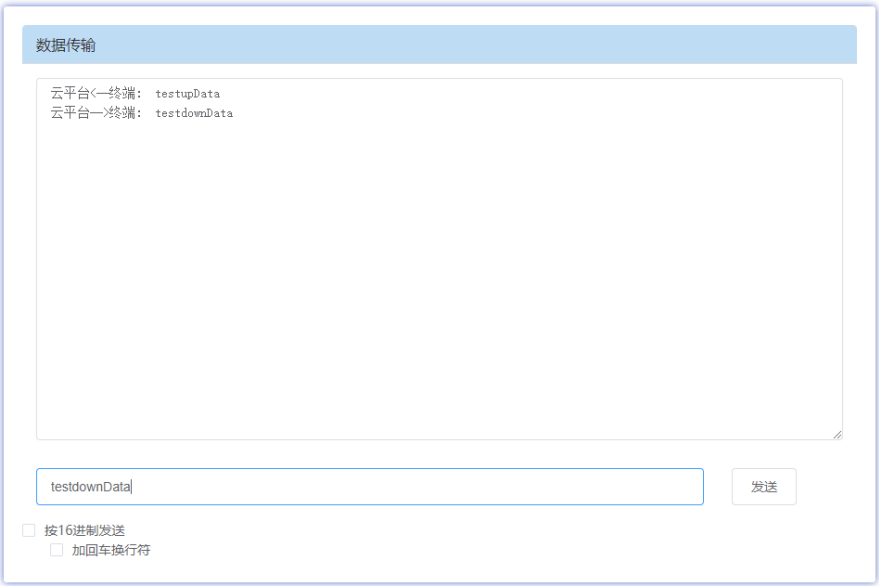 数据传输
云平台<—终端： testupData
云平台—>终端： testdownData
testdownData
发送
按16进制发送
加回车换行符